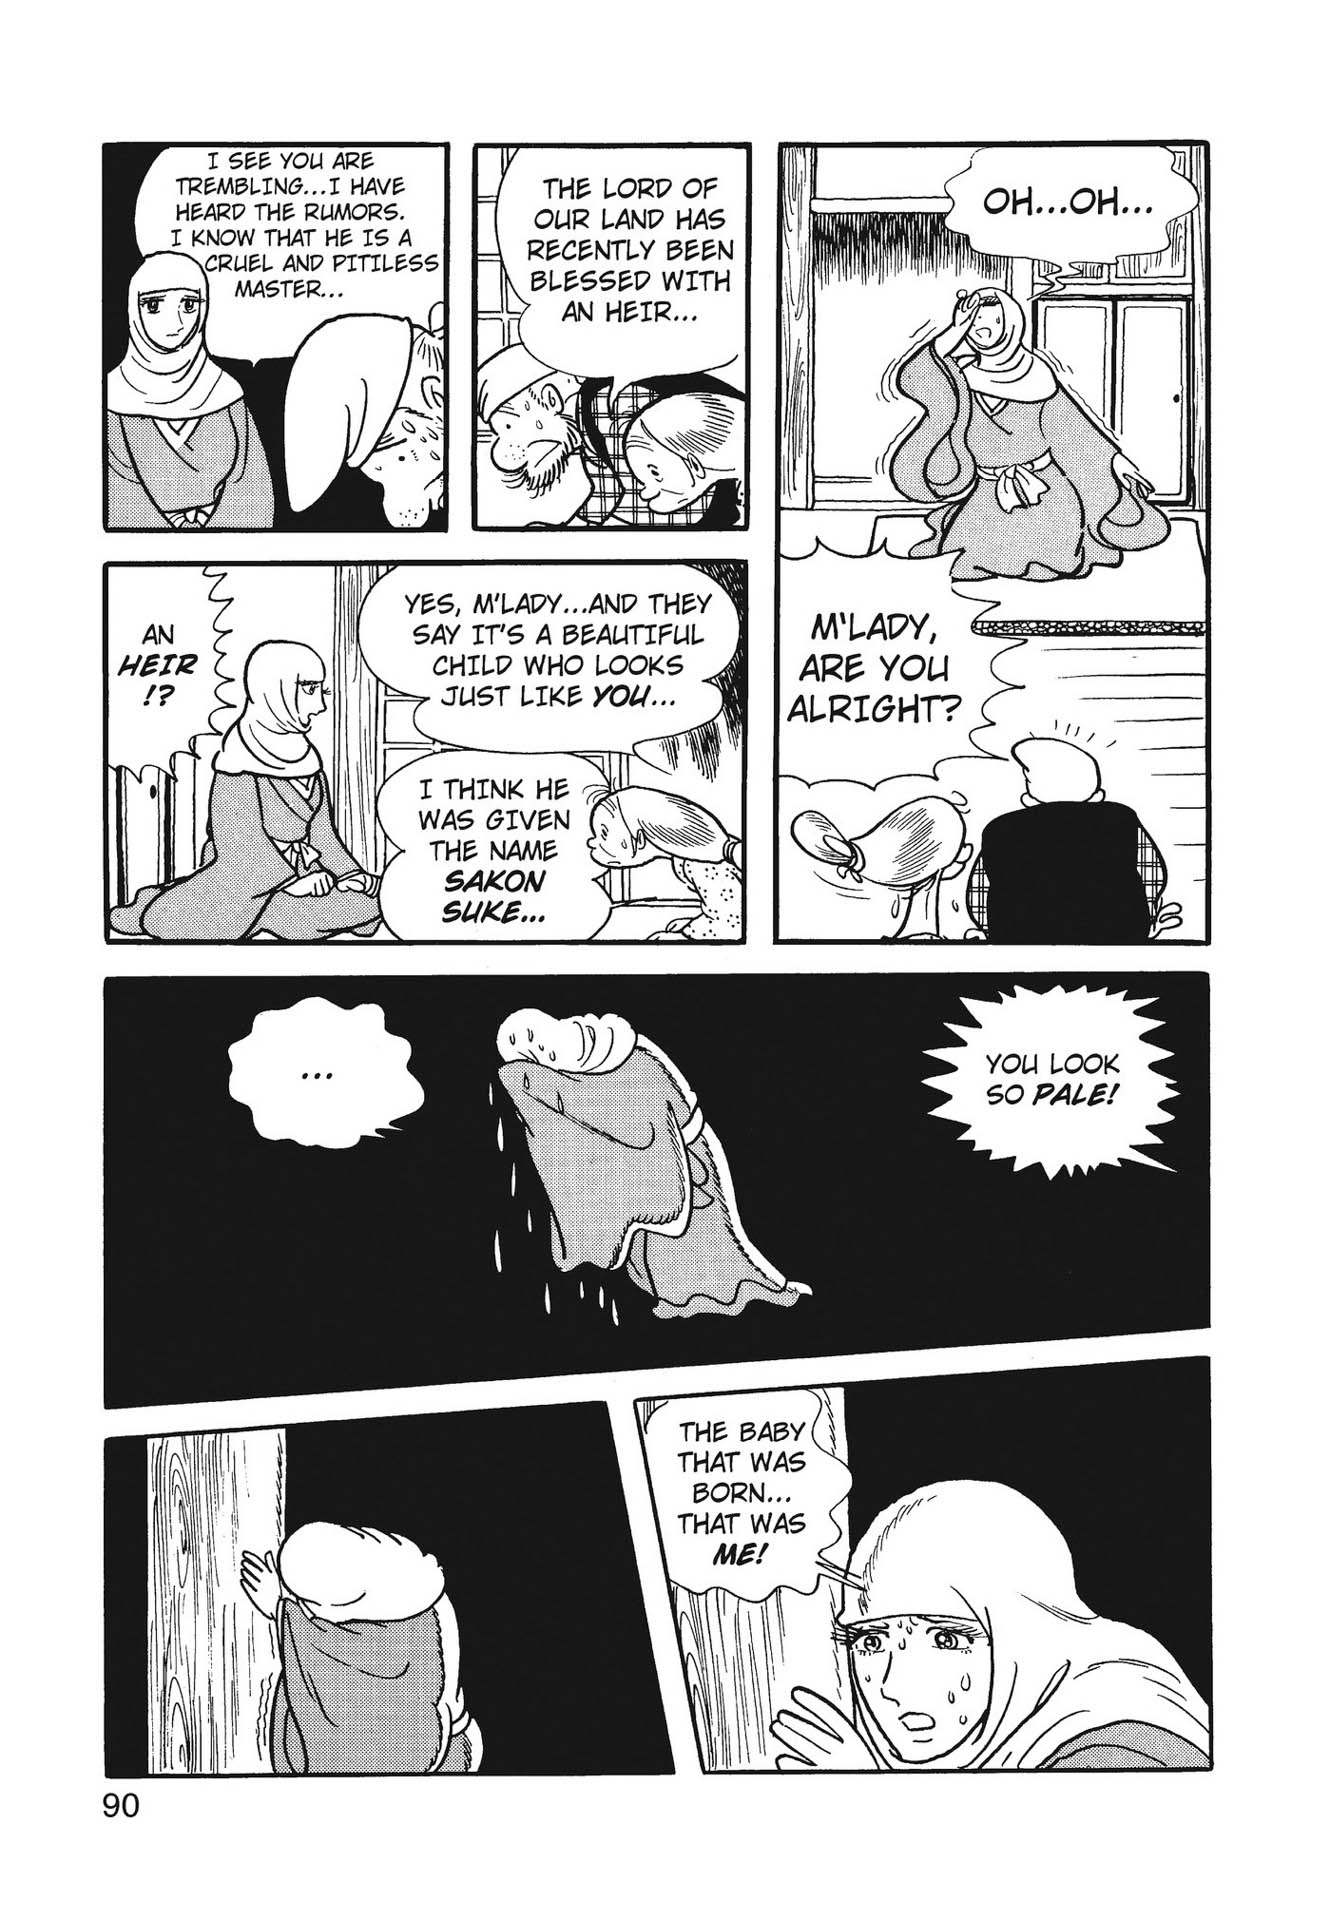 I SEE YOU ARE
TREMBLING...I HAVE
HEARD THE RUMORS.
I KNOW THAT HE IS A
CRUEL AND PITILESS
MASTER...
THE LORD OF
OUR LAND HAS
RECENTLY BEEN
BLESSED WITH
AN HEIR...
AN
HEIR
!?
YES, M'LADY...AND THEY
SAY IT'S A BEAUTIFUL
CHILD WHO LOOKS
JUST LIKE YOU...
I THINK HE
WAS GIVEN
THE NAME
SAKON
SUKE...
OH...OH...
M'LADY,
ARE YOU
ALRIGHT?
...
YOU LOOK
SO PALE!
THE BABY
THAT WAS
BORN...
THAT WAS
ME!
90